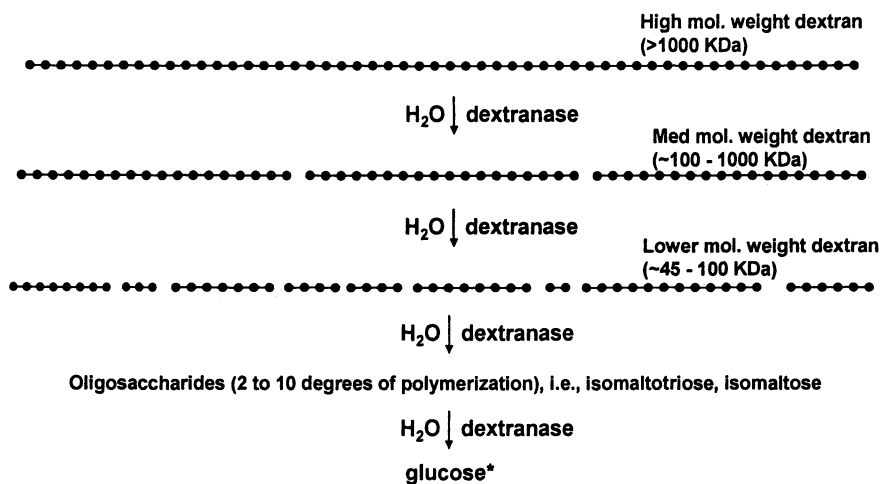 High mol. weight dextran
(>1000 KDa)
H₂O dextranase
Med mol. weight dextran
(~100 - 1000 KDa)
H₂O dextranase
Lower mol. weight dextran
(~45 - 100 KDa)
H₂O dextranase
Oligosaccharides (2 to 10 degrees of polymerization), i.e., isomaltotriose, isomaltose
H₂O dextranase
glucose*